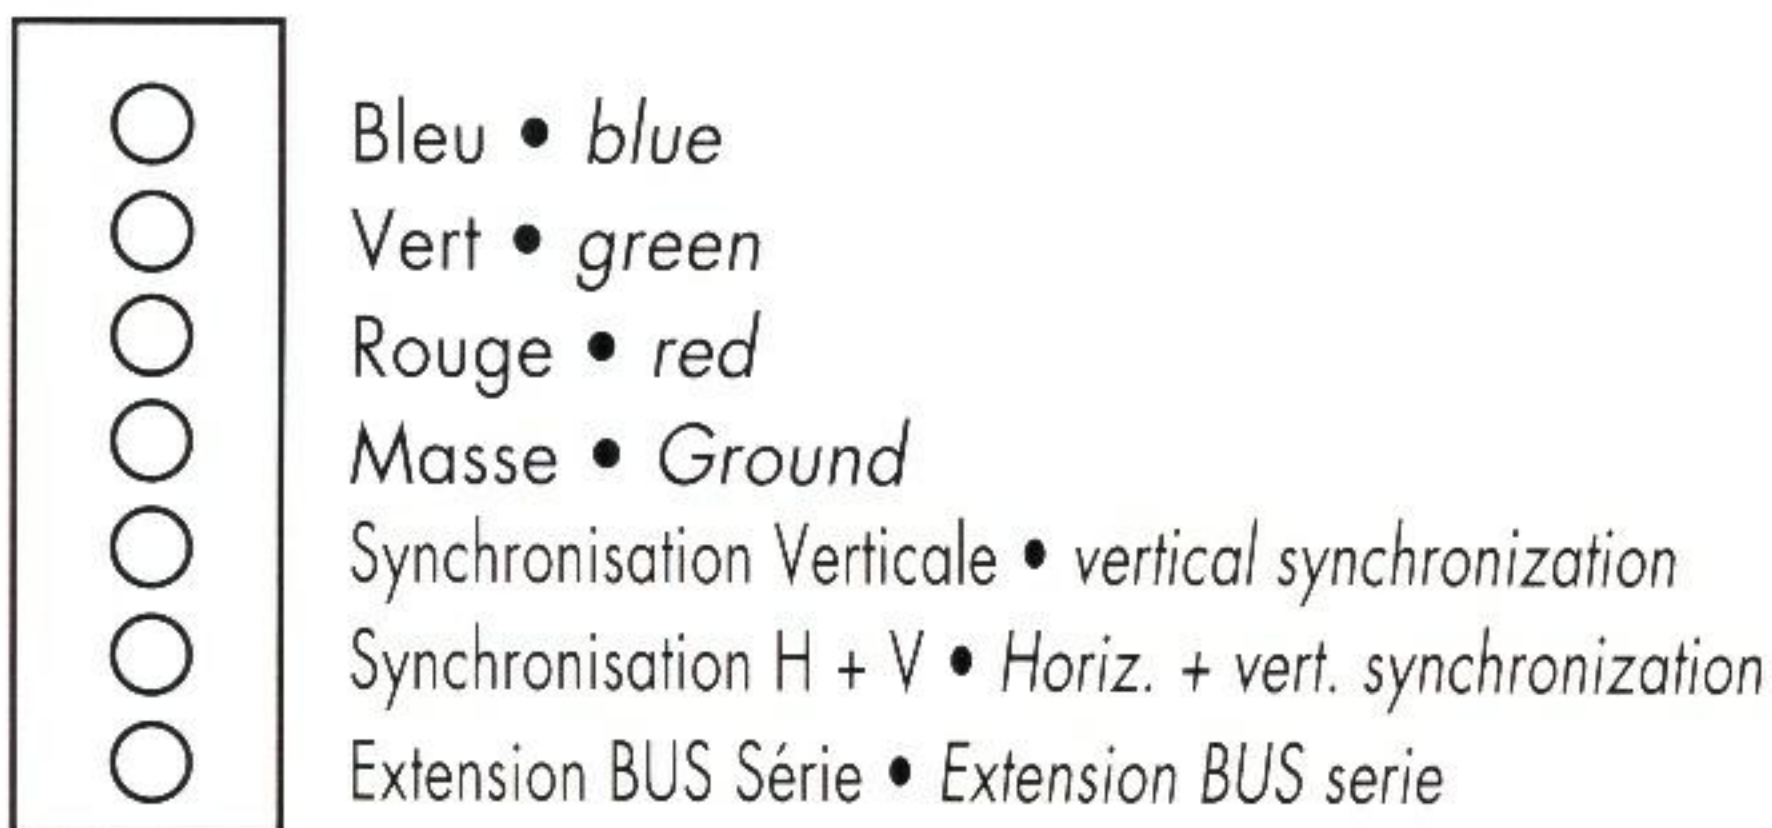 Bleu • blue
Vert • green
Rouge • red
Masse • Ground
Synchronisation Verticale • vertical synchronization
Synchronisation H + V • Horiz. + vert. synchronization
Extension BUS Série • Extension BUS serie